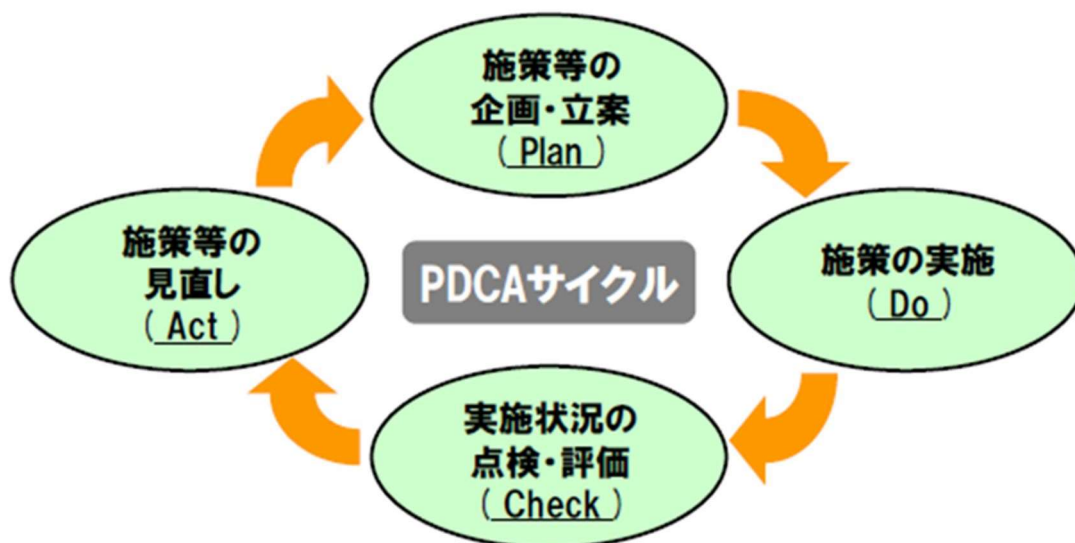 施策等の
企画・立案
( Plan )
施策等の
見直し
( Act )
PDCAサイクル
施策の実施
( Do )
実施状況の
点検・評価
( Check )